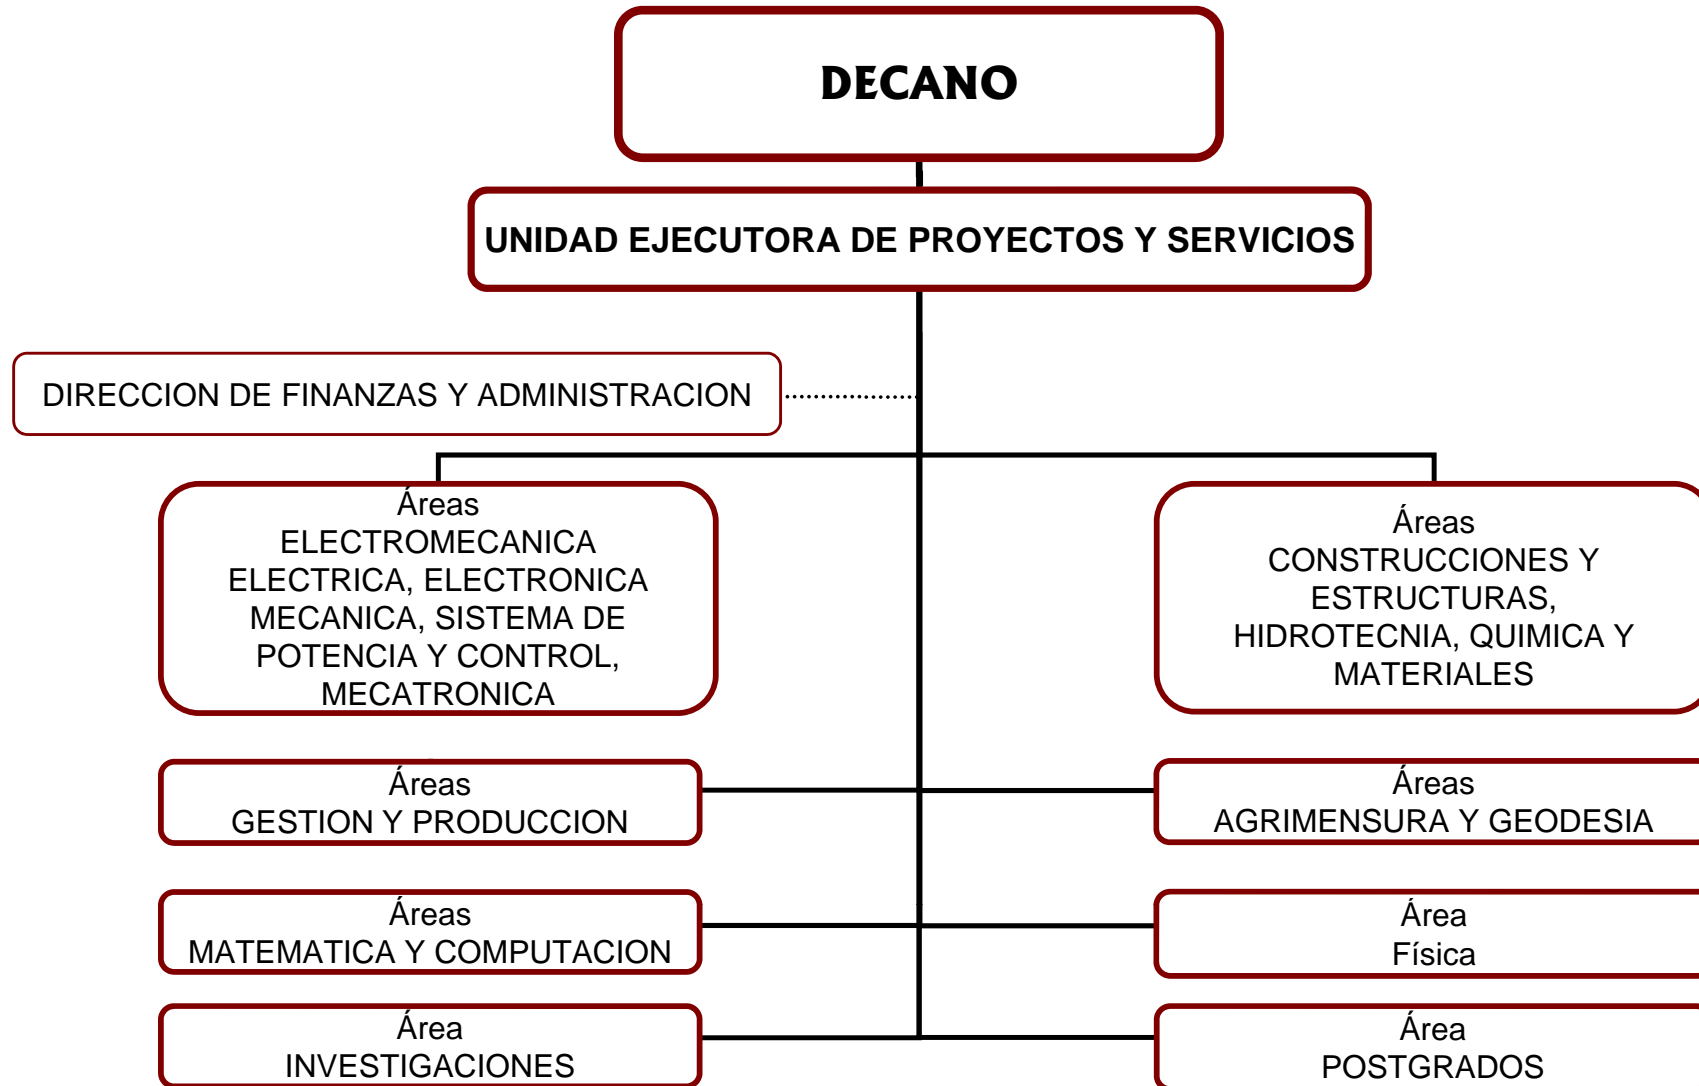 DECANO
UNIDAD EJECUTORA DE PROYECTOS Y SERVICIOS
DIRECCION DE FINANZAS Y ADMINISTRACION
Áreas
ELECTROMECANICA
ELECTRICA, ELECTRONICA
MECANICA, SISTEMA DE
POTENCIA Y CONTROL,
MECATRONICA
Áreas
CONSTRUCCIONES Y
ESTRUCTURAS,
HIDROTECNIA, QUIMICA Y
MATERIALES
Áreas
GESTION Y PRODUCCION
Áreas
AGRIMENSURA Y GEODESIA
Áreas
MATEMATICA Y COMPUTACION
Área
Física
Área
INVESTIGACIONES
Área
POSTGRADOS